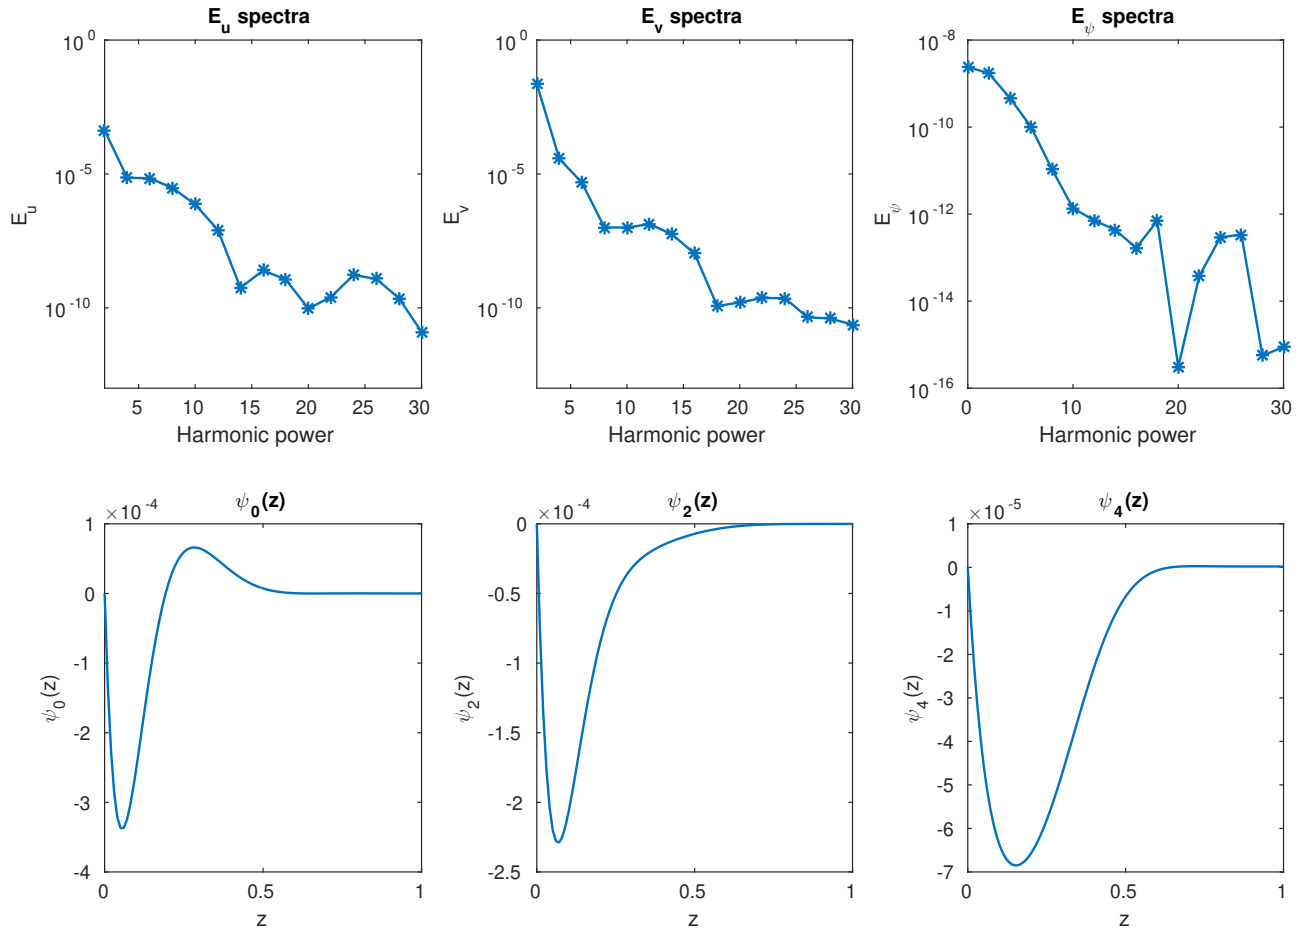 E_u spectra
10^0
10^-5
10^-10
E_u
5 10 15 20 25 30
Harmonic power
E_v spectra
10^0
10^-5
10^-10
E_v
5 10 15 20 25 30
Harmonic power
E_ψ spectra
10^-8
10^-10
10^-12
10^-14
10^-16
E_ψ
0 10 20 30
Harmonic power
ψ_0(z)
×10^-4
1
0
-1
-2
-3
-4
ψ_0(z)
0 0.5 1
z
ψ_2(z)
×10^-4
0
-0.5
-1
-1.5
-2
-2.5
ψ_2(z)
0 0.5 1
z
ψ_4(z)
×10^-5
1
0
-1
-2
-3
-4
-5
-6
-7
ψ_4(z)
0 0.5 1
z